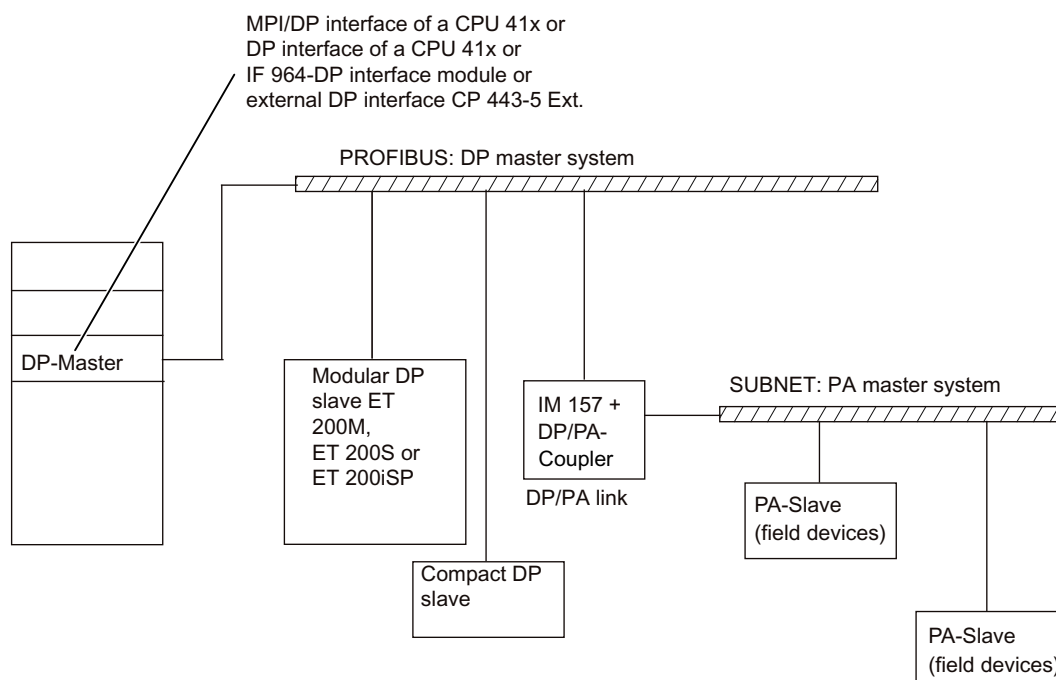 MPI/DP interface of a CPU 41x or
DP interface of a CPU 41x or
IF 964-DP interface module or
external DP interface CP 443-5 Ext.
PROFIBUS: DP master system
DP-Master
Modular DP
slave ET
200M,
ET 200S or
ET 200iSP
IM 157 +
DP/PA-
Coupler
DP/PA link
SUBNET: PA master system
PA-Slave
(field devices)
Compact DP
slave
PA-Slave
(field devices)